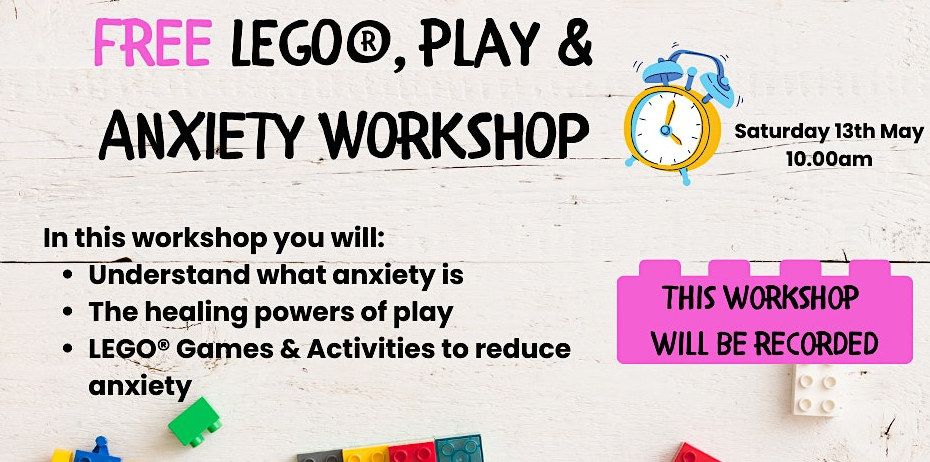 FREE LEGO®, PLAY &
ANXIETY WORKSHOP
Saturday 13th May
10.00am
In this workshop you will:
• Understand what anxiety is
• The healing powers of play
• LEGO® Games & Activities to reduce
anxiety
THIS WORKSHOP
WILL BE RECORDED